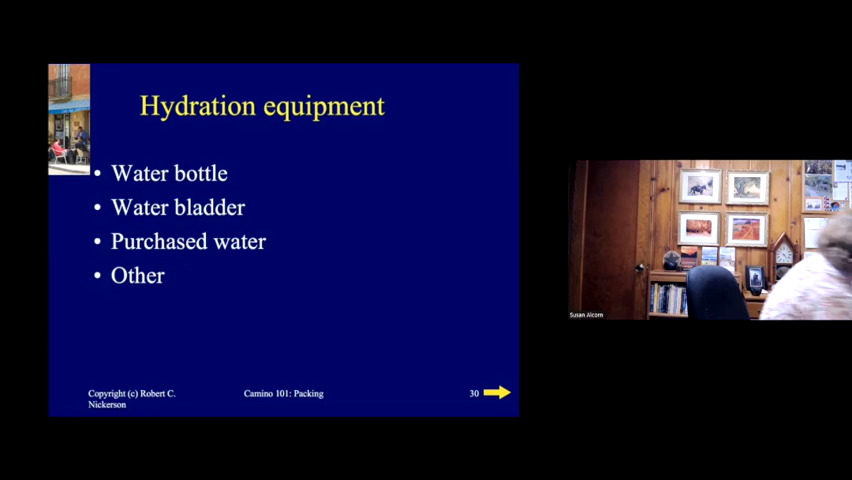 Hydration equipment
• Water bottle
• Water bladder
• Purchased water
• Other
Copyright (c) Robert C.
Nickerson
Camino 101: Packing
30
Susan Alcorn